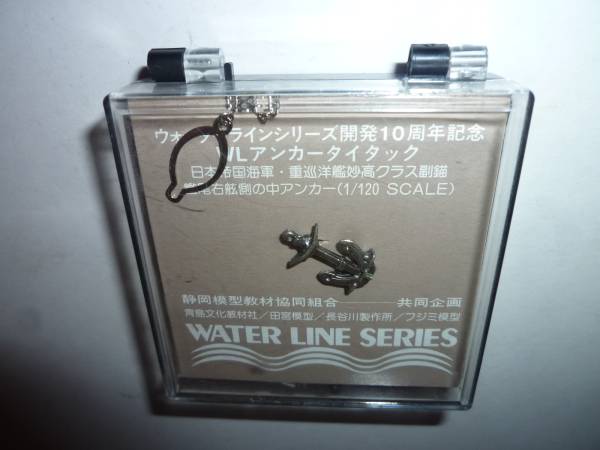 ウォーターラインシリーズ開発10周年記念
WLアンカータイタック
日本帝国海軍・重巡洋艦妙高クラス副錨
艦尾右舷側の中アンカー(1/120 SCALE)
静岡模型教材協同組合――共同企画
青島文化教材社/田宮模型/長谷川製作所/フジミ模型
WATER LINE SERIES